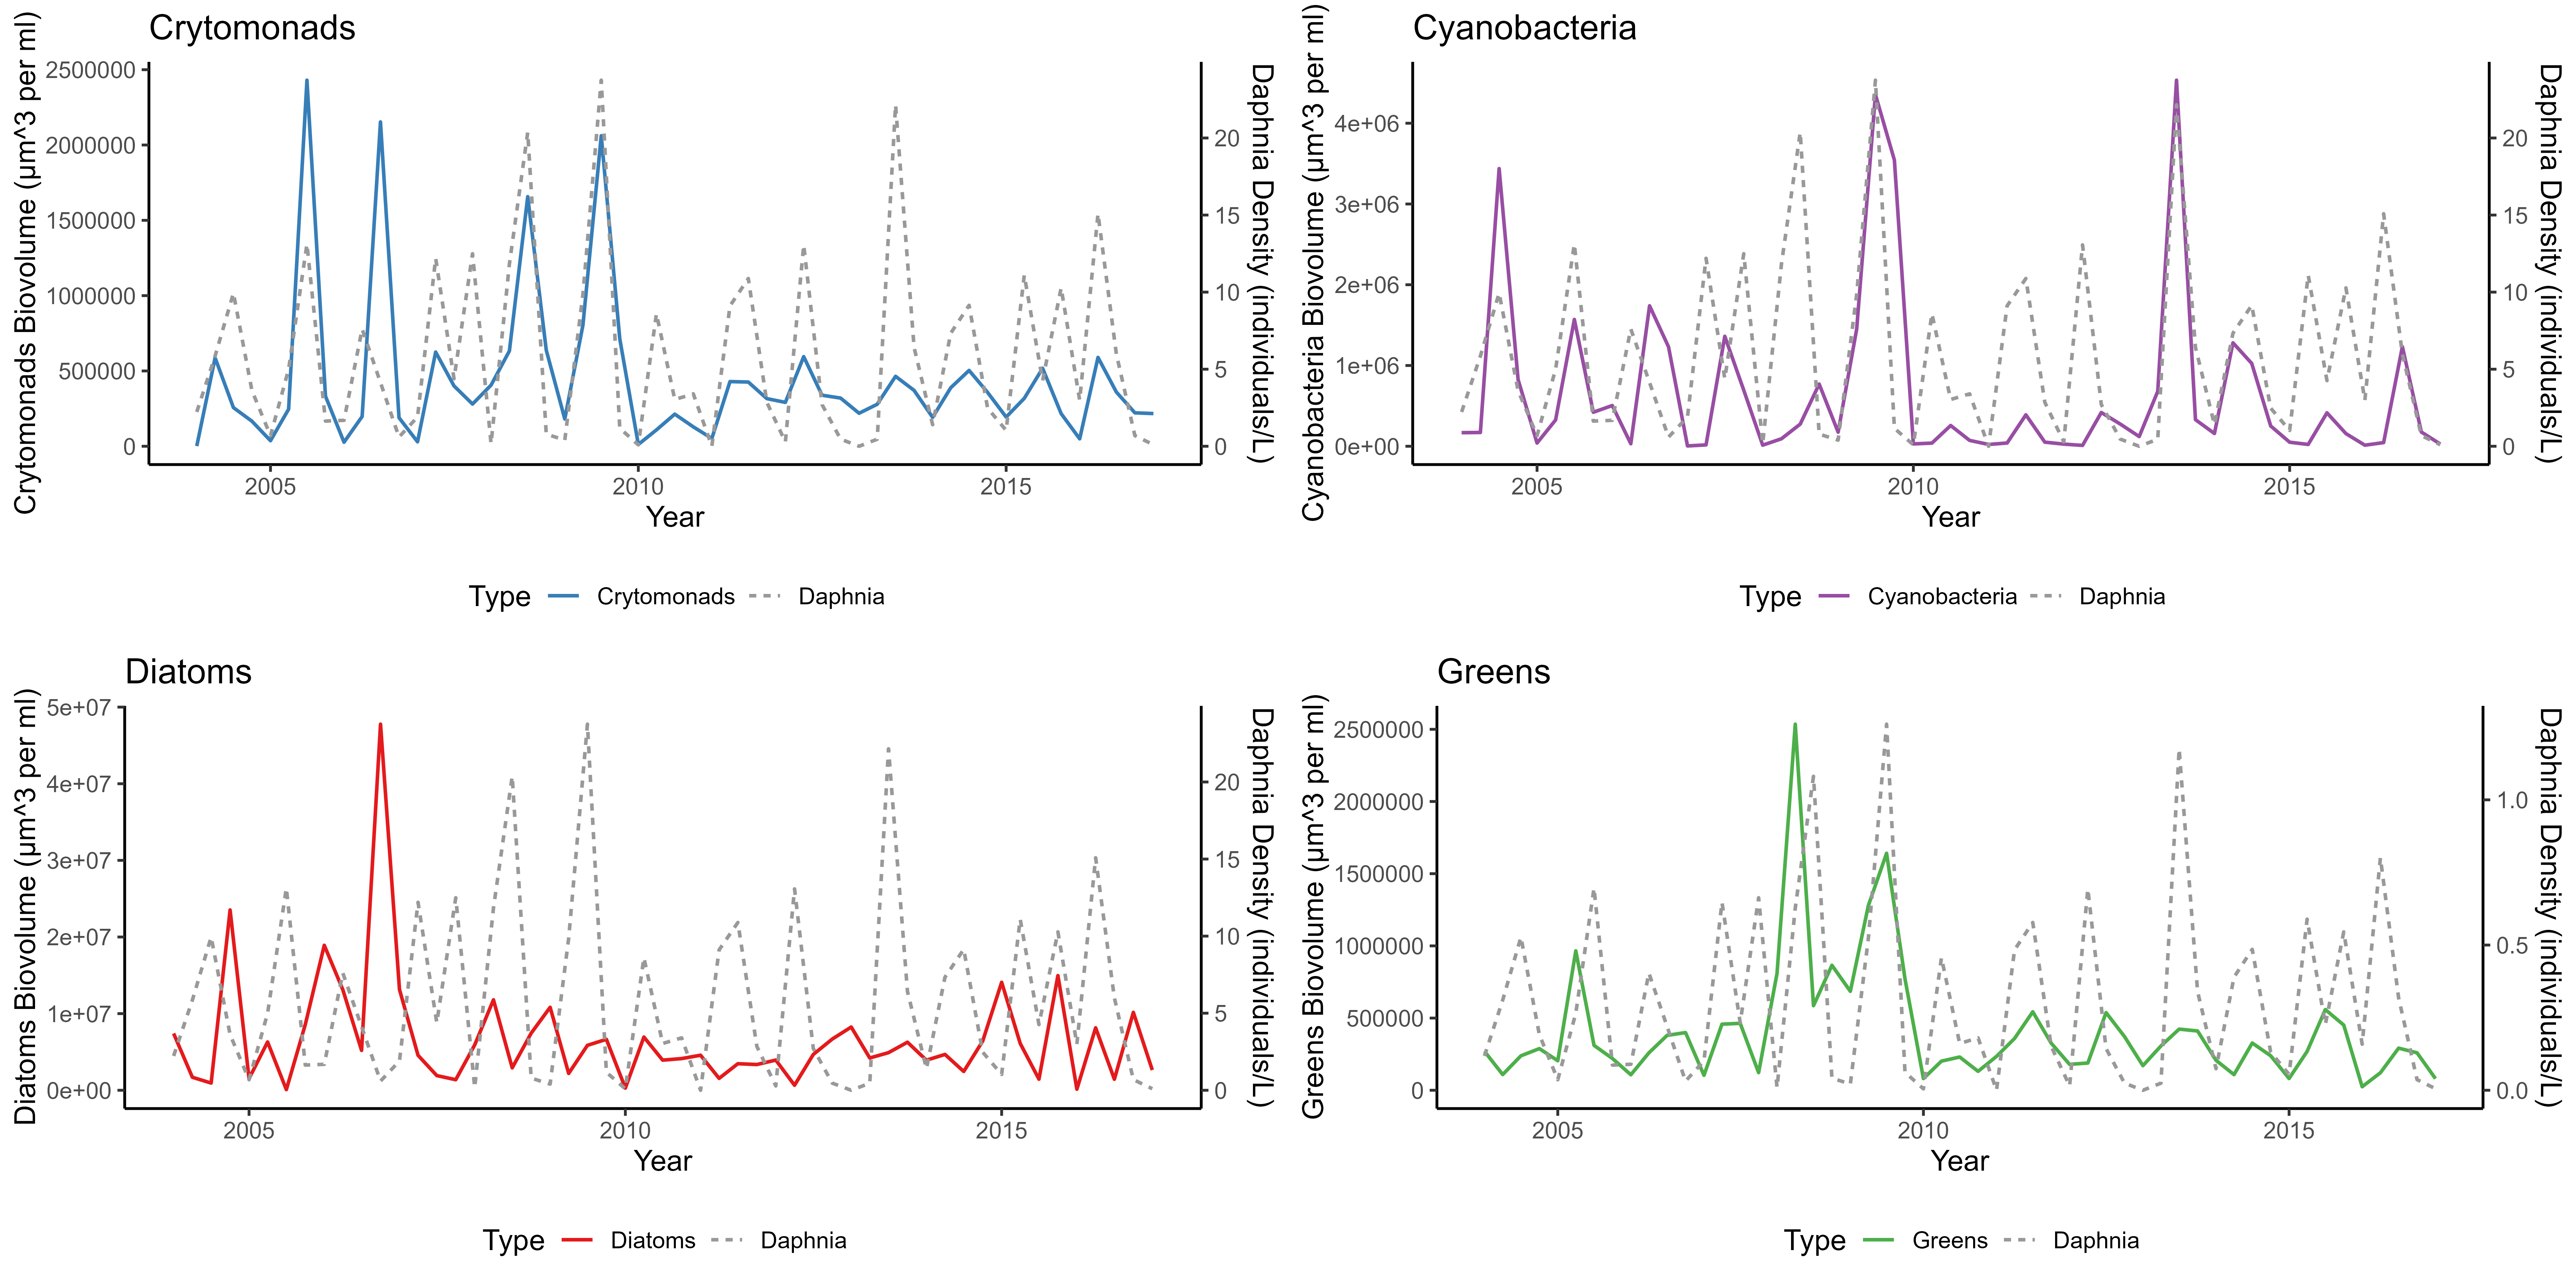 Crytomonads
Crytomonads Biovolume (µm^3 per ml)
2500000
2000000
1500000
1000000
500000
0
20
15
10
5
0
Daphnia Density (individuals/L)
2005 2010 2015
Year
Type Crytomonads Daphnia
Cyanobacteria
Cyanobacteria Biovolume (µm^3 per ml)
4e+06
3e+06
2e+06
1e+06
0e+00
20
15
10
5
0
Daphnia Density (individuals/L)
2005 2010 2015
Year
Type Cyanobacteria Daphnia
Diatoms
Diatoms Biovolume (µm^3 per ml)
5e+07
4e+07
3e+07
2e+07
1e+07
0e+00
20
15
10
5
0
Daphnia Density (individuals/L)
2005 2010 2015
Year
Type Diatoms Daphnia
Greens
Greens Biovolume (µm^3 per ml)
2500000
2000000
1500000
1000000
500000
0
1.0
0.5
0.0
Daphnia Density (individuals/L)
2005 2010 2015
Year
Type Greens Daphnia